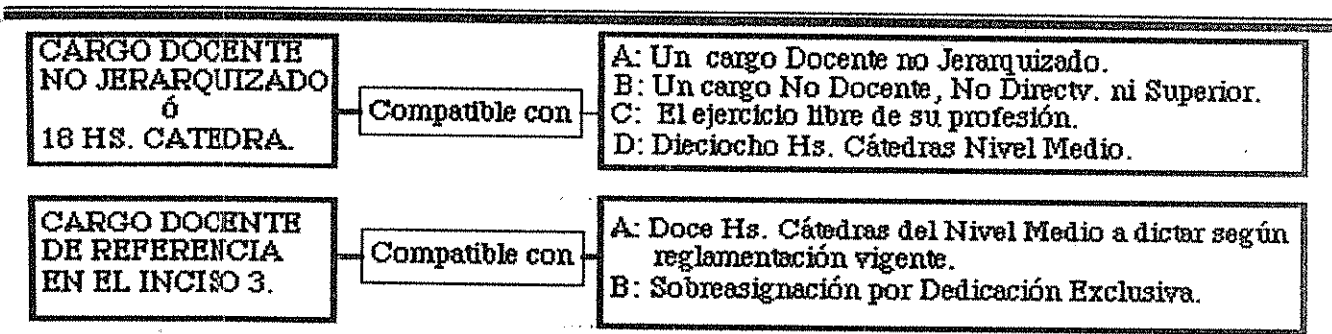 CARGO DOCENTE
NO JERARQUIZADO
ó
18 HS. CATEDRA.
Compatible con
A: Un cargo Docente no Jerarquizado.
B: Un cargo No Docente, No Directv. ni Superior.
C: El ejercicio libre de su profesión.
D: Dieciocho Hs. Cátedras Nivel Medio.
CARGO DOCENTE
DE REFERENCIA
EN EL INCISO 3.
Compatible con
A: Doce Hs. Cátedras del Nivel Medio a dictar según
reglamentación vigente.
B: Sobreasignación por Dedicación Exclusiva.